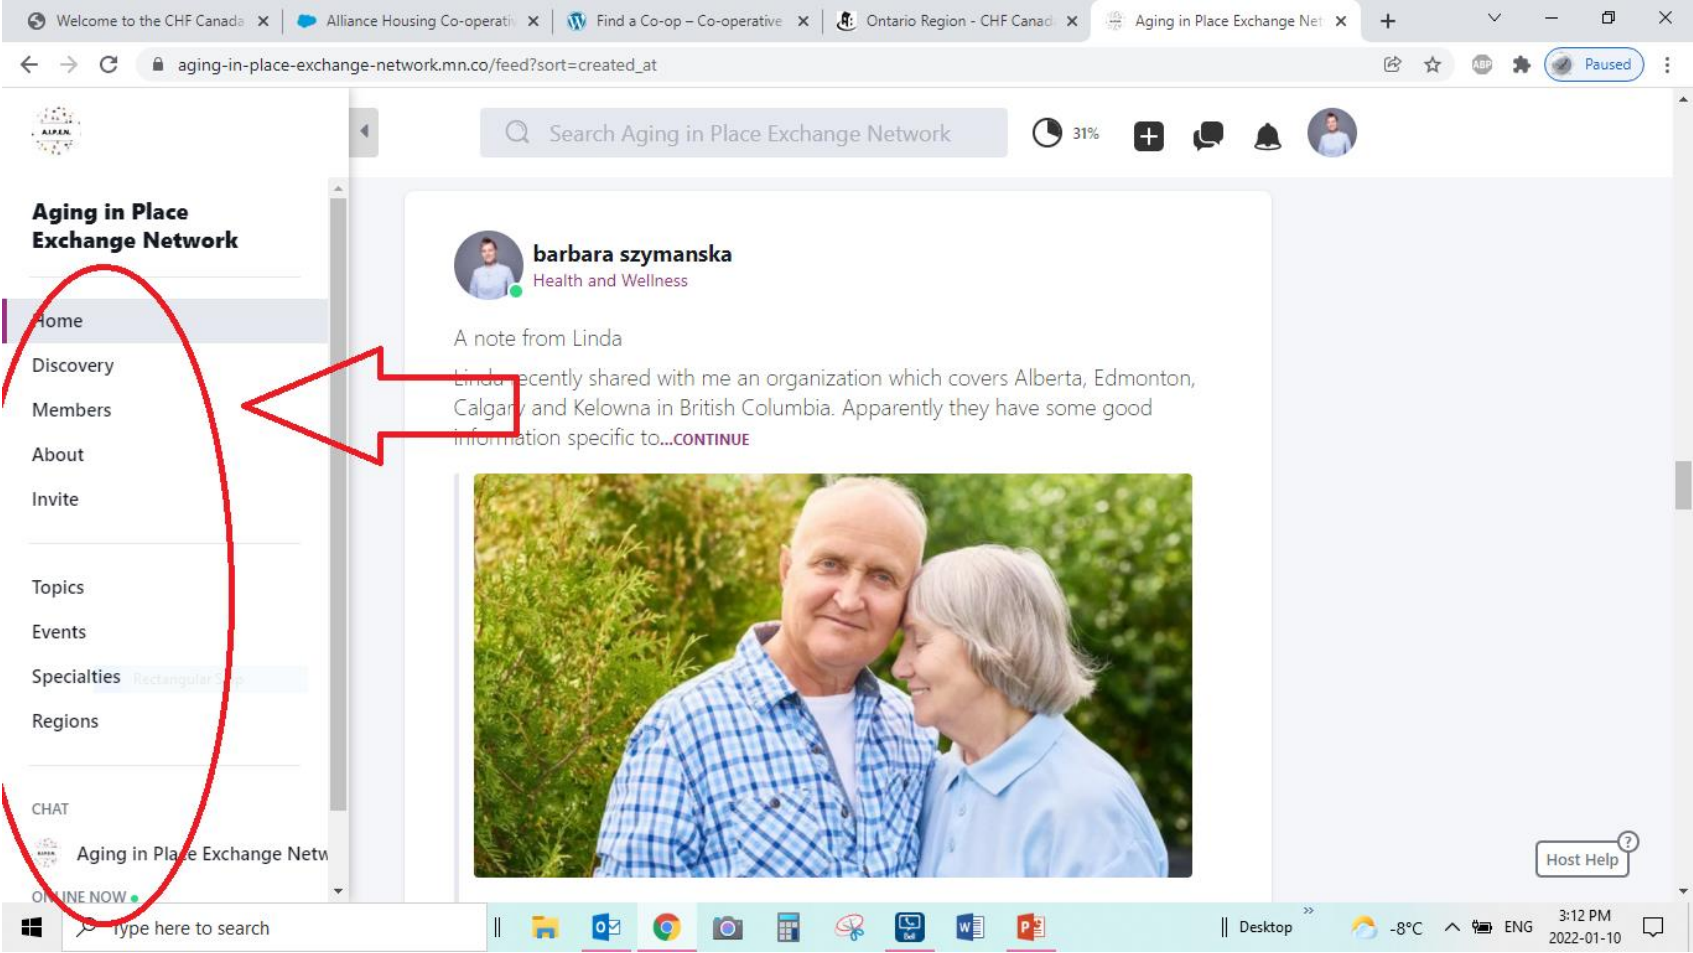 Welcome to the CHF Canada
Alliance Housing Co-operati
Find a Co-op – Co-operative
Ontario Region - CHF Canad
Aging in Place Exchange Net
aging-in-place-exchange-network.mn.co/feed?sort=created_at
ABP
Paused
A.I.P.E.N.
Search Aging in Place Exchange Network
31%
Aging in Place
Exchange Network
Home
Discovery
Members
About
Invite
Topics
Events
Specialties
Rectangular Snip
Regions
CHAT
Aging in Place Exchange Netw
ONLINE NOW
barbara szymanska
Health and Wellness
A note from Linda
Linda recently shared with me an organization which covers Alberta, Edmonton,
Calgary and Kelowna in British Columbia. Apparently they have some good
information specific to...CONTINUE
Host Help
?
Type here to search
Bell
Desktop
-8°C
ENG
3:12 PM
2022-01-10